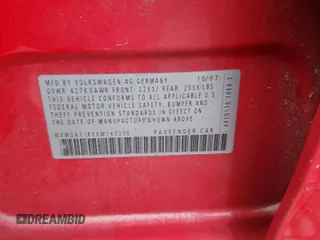 MFD. BY VOLKSWAGEN AG GERMANY 10/07
GVWR 4278 GAWR FRONT 2293/ REAR 2056 LBS
THIS VEHICLE CONFORMS TO ALL APPLICABLE U.S.
FEDERAL MOTOR VEHICLE SAFETY, BUMPER AND
THEFT PREVENTION STANDARDS IN EFFECT ON THE
DATE OF MANUFACTURE SHOWN ABOVE
PASSENGER CAR
© DIAMBID